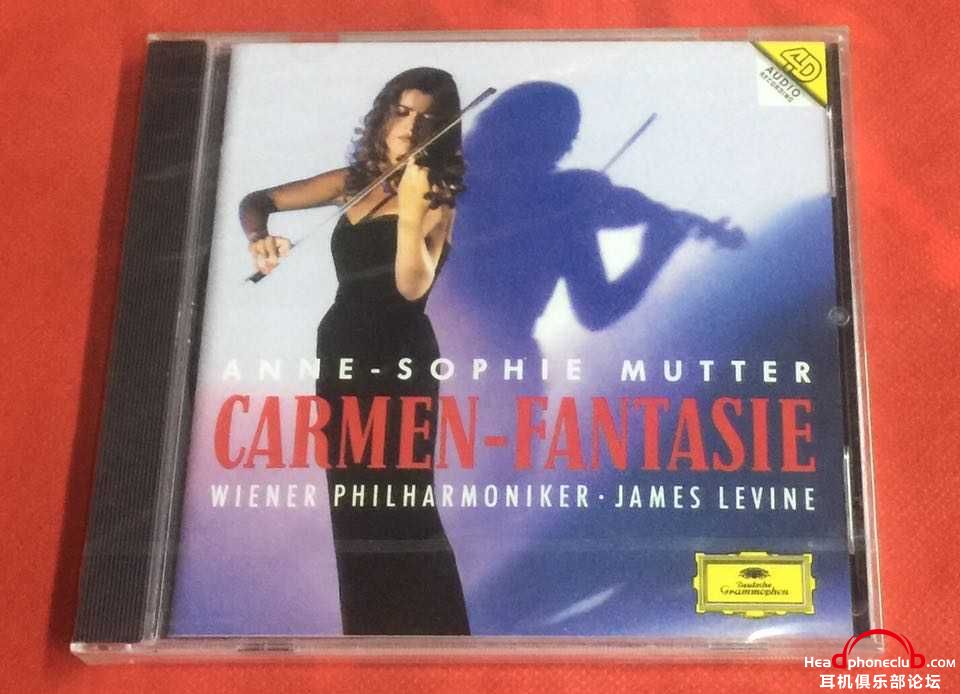 4D
AUDIO
RECORDING
ANNE-SOPHIE MUTTER
CARMEN-FANTASIE
WIENER PHILHARMONIKER · JAMES LEVINE
Deutsche
Grammophon
Headphoneclub.com
耳机俱乐部论坛